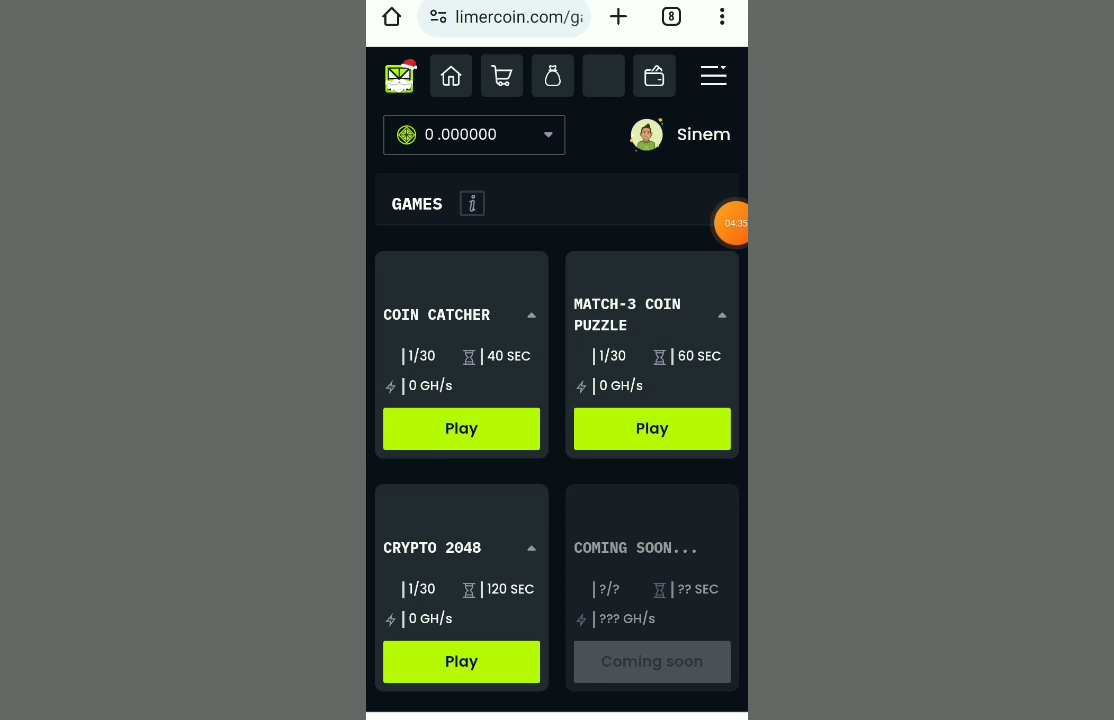 limercoin.com/ga
8
0 .000000
Sinem
GAMES i
04:35
COIN CATCHER
1/30 40 SEC
0 GH/s
Play
MATCH-3 COIN
PUZZLE
1/30 60 SEC
0 GH/s
Play
CRYPTO 2048
1/30 120 SEC
0 GH/s
Play
COMING SOON...
?/? ?? SEC
??? GH/s
Coming soon